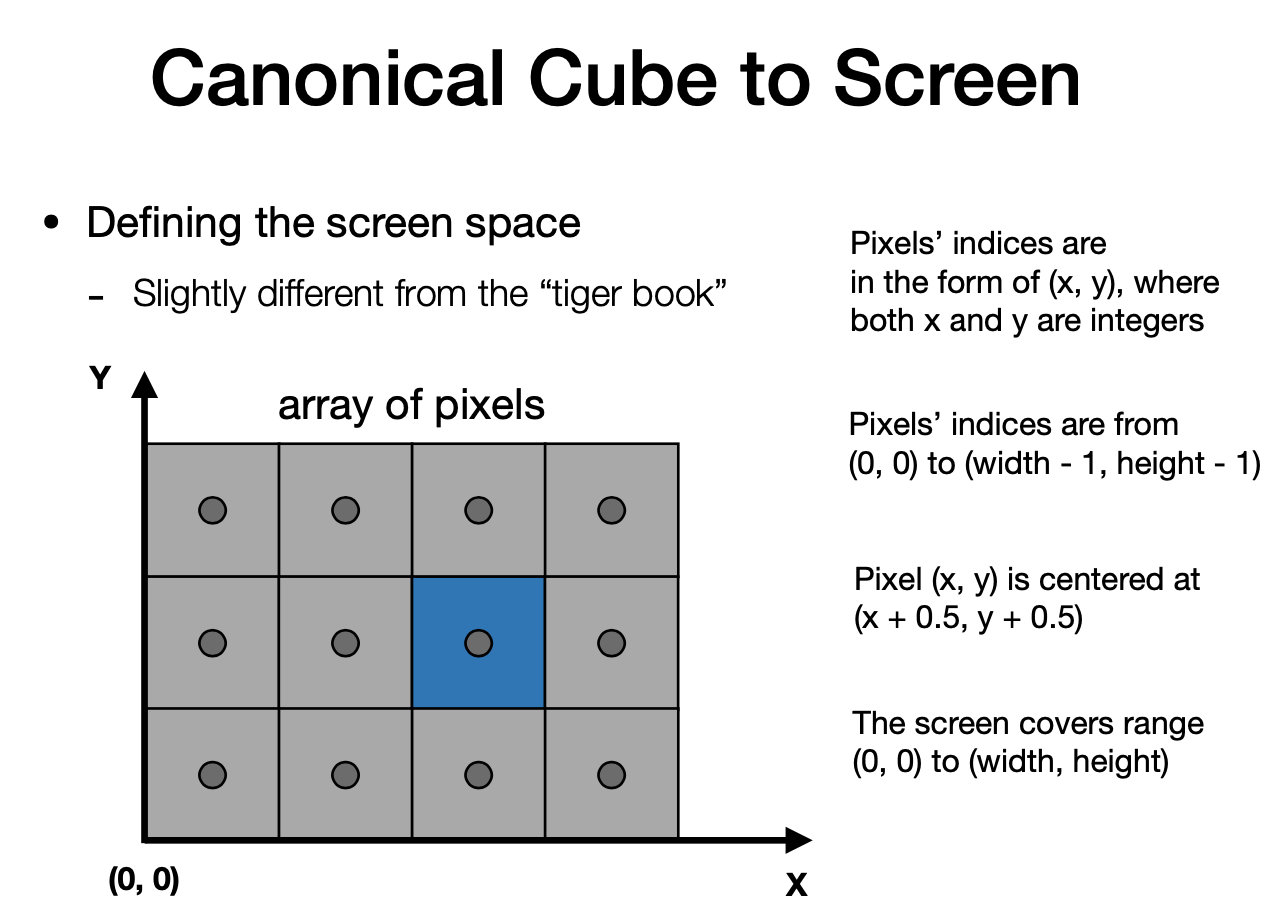 Canonical Cube to Screen
• Defining the screen space
- Slightly different from the “tiger book”
Pixels’ indices are
in the form of (x, y), where
both x and y are integers
Y
array of pixels
Pixels’ indices are from
(0, 0) to (width - 1, height - 1)
Pixel (x, y) is centered at
(x + 0.5, y + 0.5)
The screen covers range
(0, 0) to (width, height)
(0, 0)
X